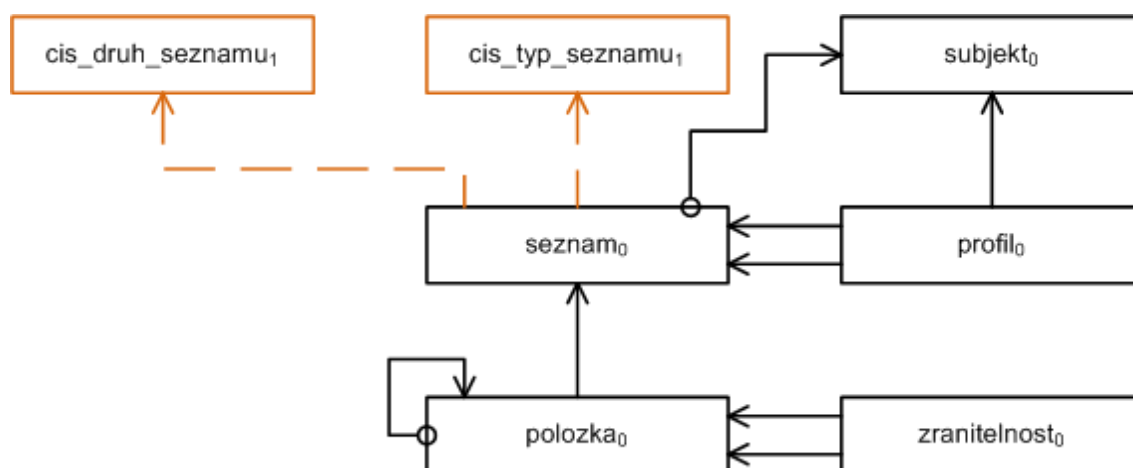 cis_druh_seznamu₁
cis_typ_seznamu₁
subjekt₀
seznam₀
profil₀
polozka₀
zranitelnost₀